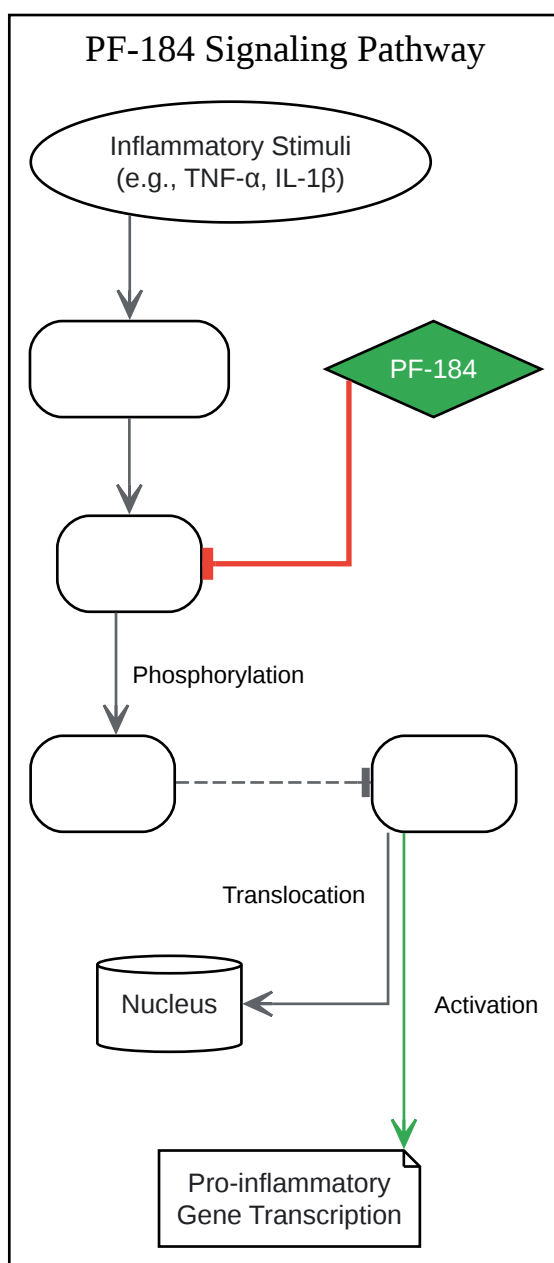 PF-184 Signaling Pathway
Inflammatory Stimuli
(e.g., TNF-α, IL-1β)
PF-184
Phosphorylation
Translocation
Nucleus
Activation
Pro-inflammatory
Gene Transcription